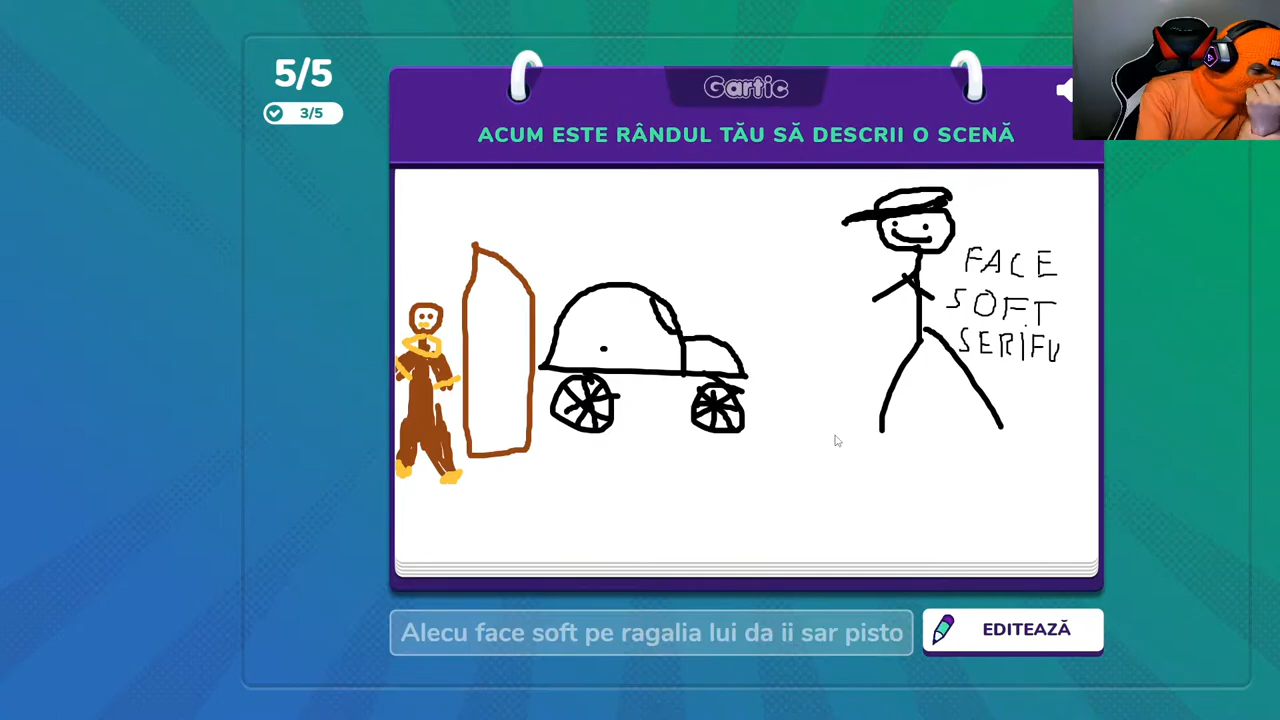 5/5
3/5
Gartic
ACUM ESTE RÂNDUL TĂU SĂ DESCRII O SCENĂ
FACE
SOFT
SERIFU
Alecu face soft pe ragalia lui da ii sar pisto
EDITEAZĂ